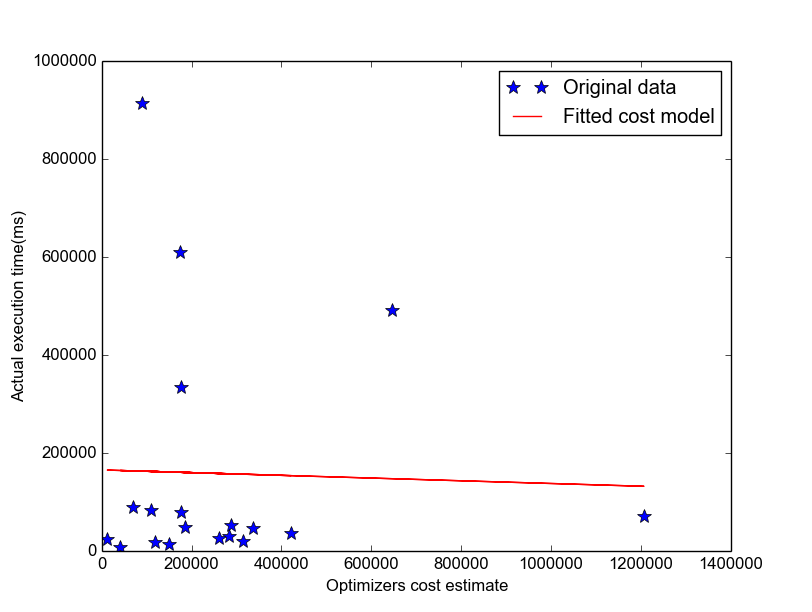 1000000
800000
600000
400000
200000
0
Actual execution time(ms)
Original data
Fitted cost model
0 200000 400000 600000 800000 1000000 1200000 1400000
Optimizers cost estimate